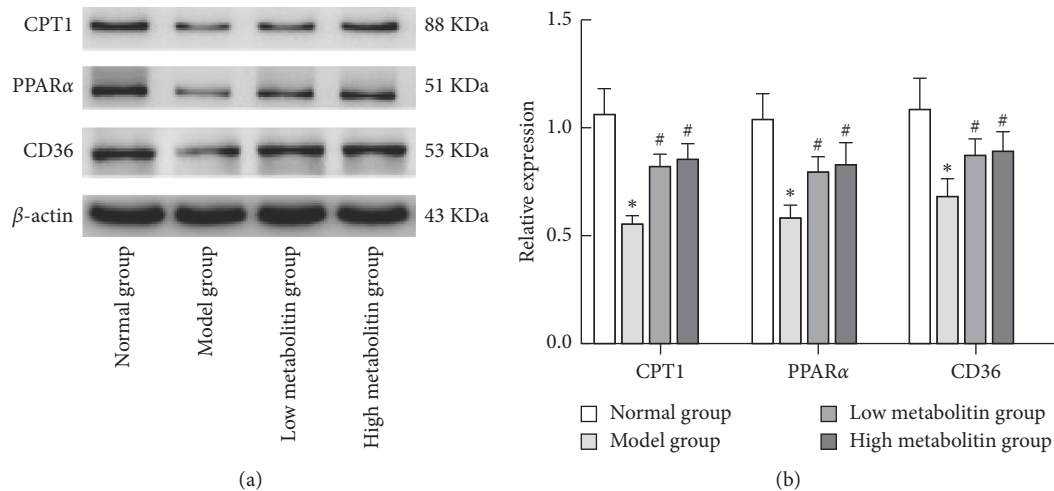 CPT1
88 KDa
PPARα
51 KDa
CD36
53 KDa
β-actin
43 KDa
Normal group
Model group
Low metabolitin group
High metabolitin group
(a)
1.5
1.0
0.5
0.0
Relative expression
*
#
#
*
#
#
*
#
#
CPT1
PPARα
CD36
Normal group
Model group
Low metabolitin group
High metabolitin group
(b)